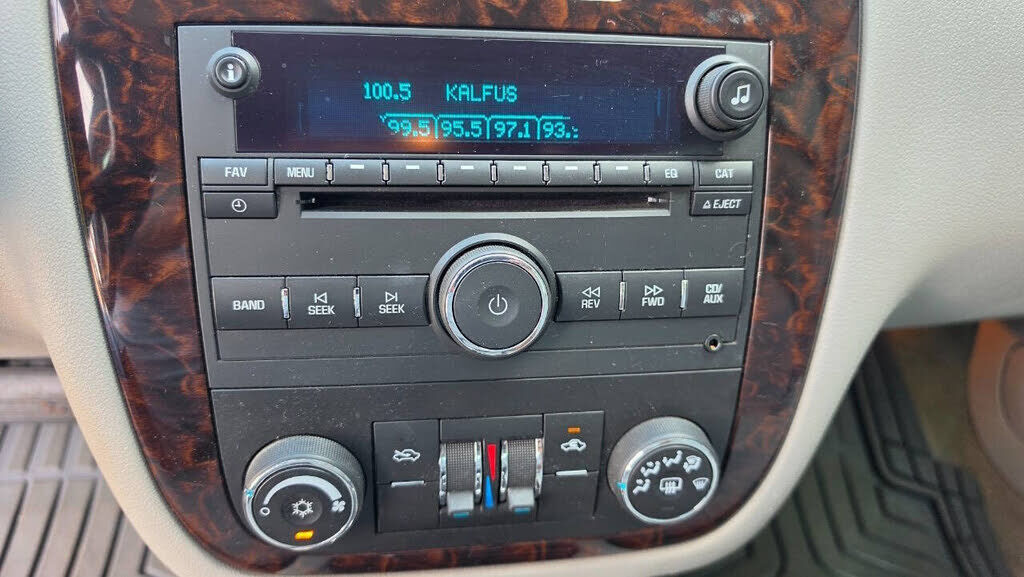 i
100.5 KALFUS
99.5 95.5 97.1 93.
FAV MENU EQ CAT
EJECT
BAND SEEK SEEK REV FWD CD/
AUX